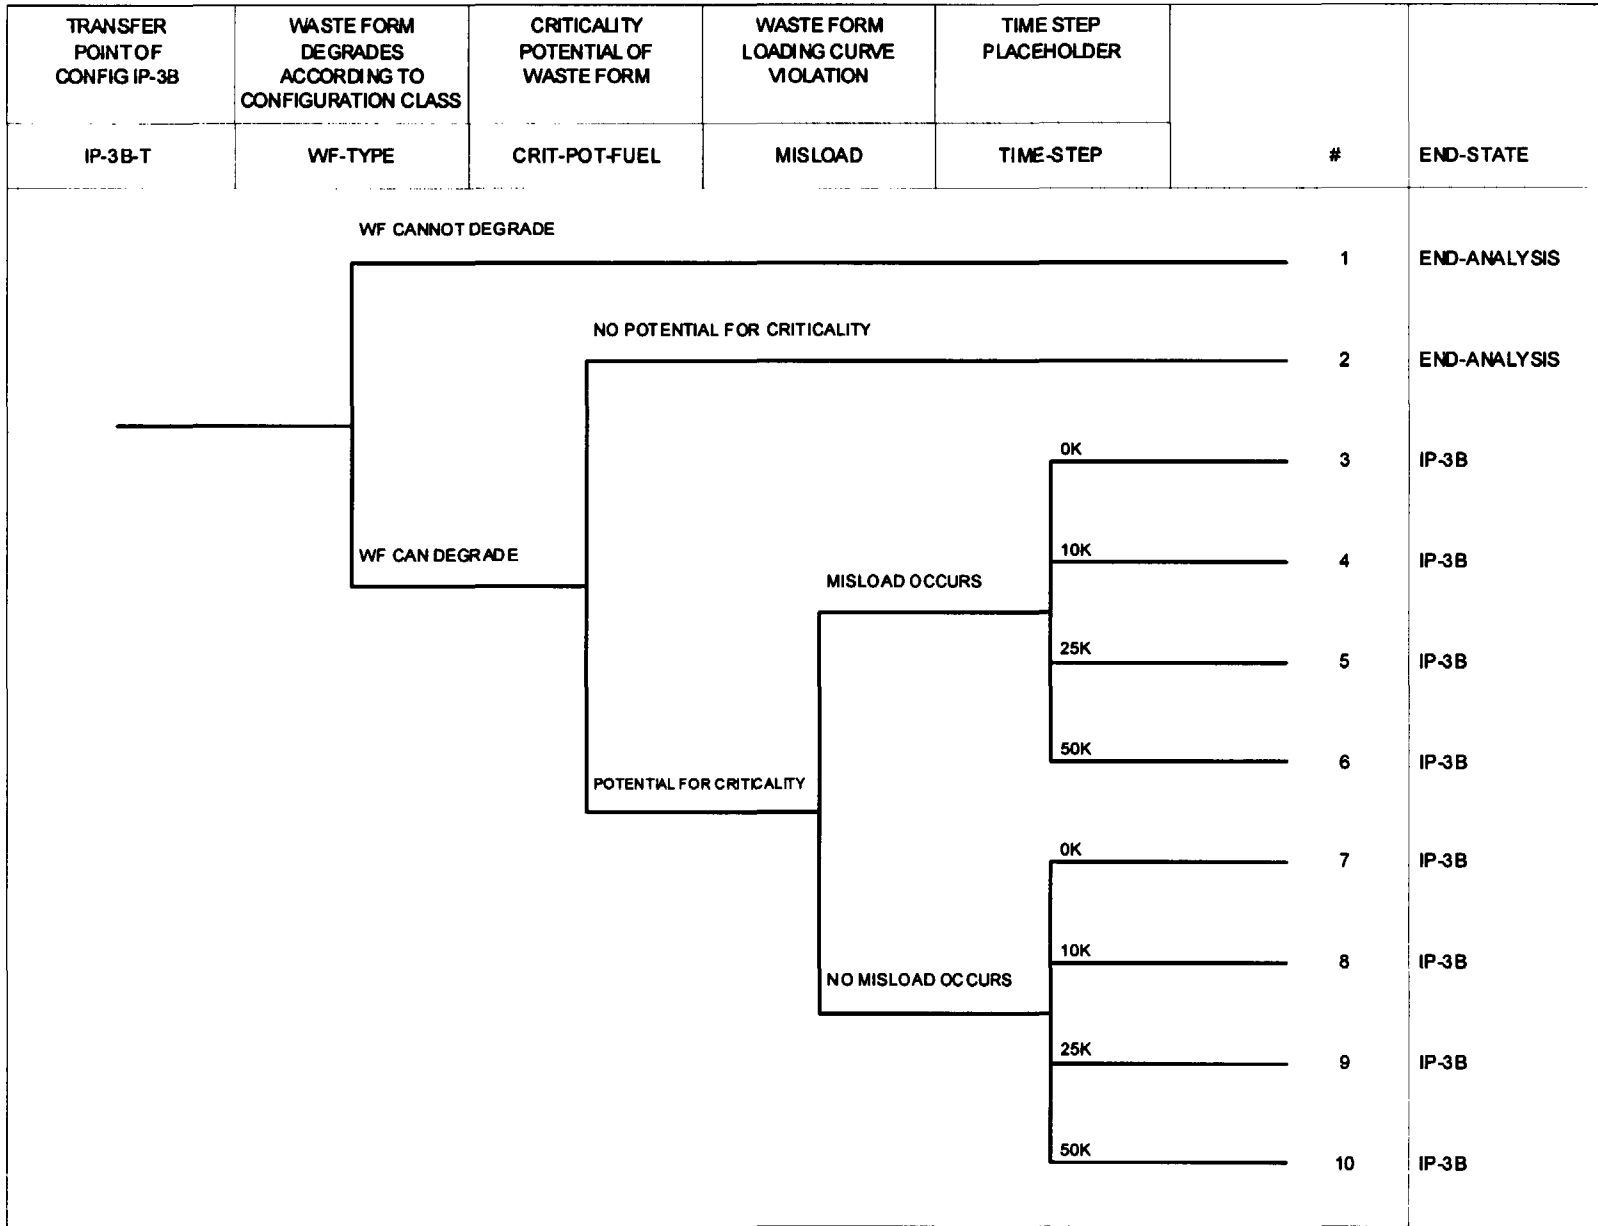 TRANSFER
POINT OF
CONFIG IP-3B
WASTE FORM
DEGRADES
ACCORDING TO
CONFIGURATION CLASS
CRITICALITY
POTENTIAL OF
WASTE FORM
WASTE FORM
LOADING CURVE
VIOLATION
TIME STEP
PLACEHOLDER
IP-3B-T
WF-TYPE
CRIT-POT-FUEL
MISLOAD
TIME-STEP
#
END-STATE
WF CANNOT DEGRADE
1
END-ANALYSIS
NO POTENTIAL FOR CRITICALITY
2
END-ANALYSIS
0K
3
IP-3B
WF CAN DEGRADE
10K
4
IP-3B
MISLOAD OCCURS
25K
5
IP-3B
50K
6
IP-3B
POTENTIAL FOR CRITICALITY
0K
7
IP-3B
10K
8
IP-3B
NO MISLOAD OCCURS
25K
9
IP-3B
50K
10
IP-3B